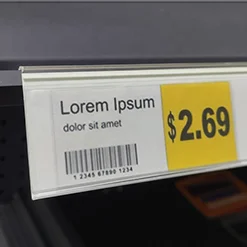 Lorem Ipsum
dolor sit amet
$2.69
1 2345 67890 1234